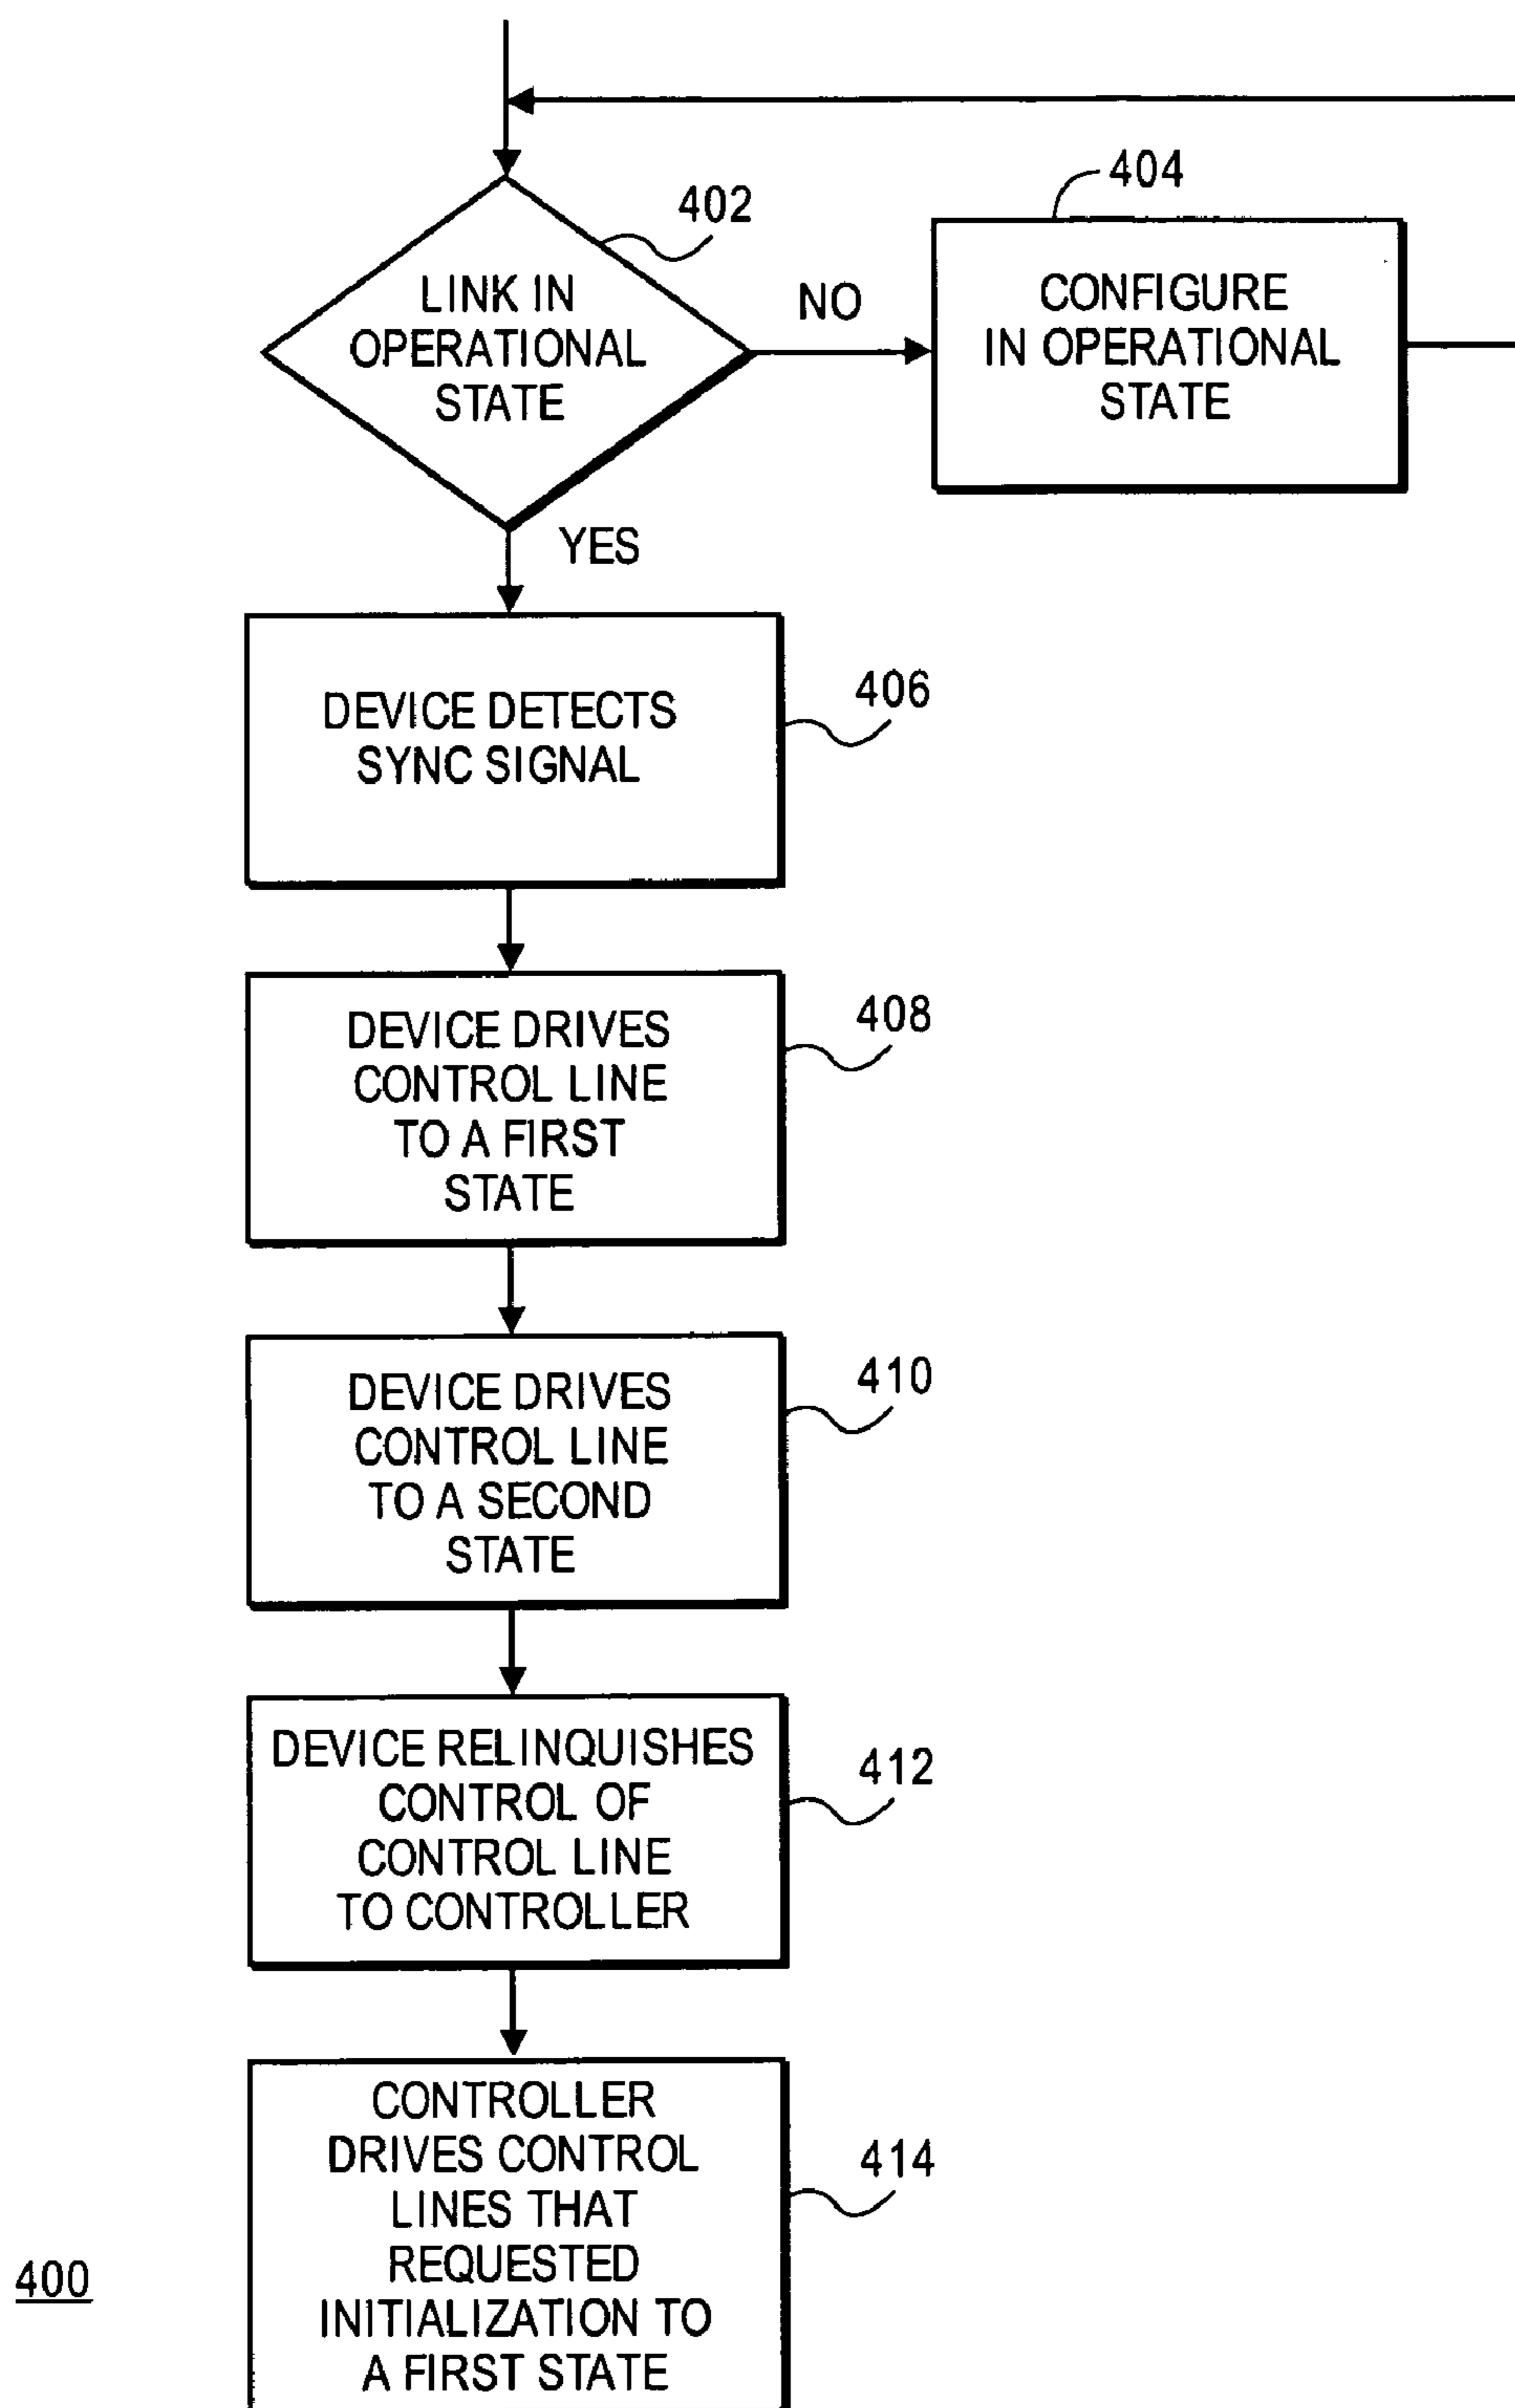 402
LINK IN
OPERATIONAL
STATE
NO
404
CONFIGURE
IN OPERATIONAL
STATE
YES
DEVICE DETECTS
SYNC SIGNAL
406
DEVICE DRIVES
CONTROL LINE
TO A FIRST
STATE
408
DEVICE DRIVES
CONTROL LINE
TO A SECOND
STATE
410
DEVICE RELINQUISHES
CONTROL OF
CONTROL LINE
TO CONTROLLER
412
CONTROLLER
DRIVES CONTROL
LINES THAT
REQUESTED
INITIALIZATION TO
A FIRST STATE
414
400